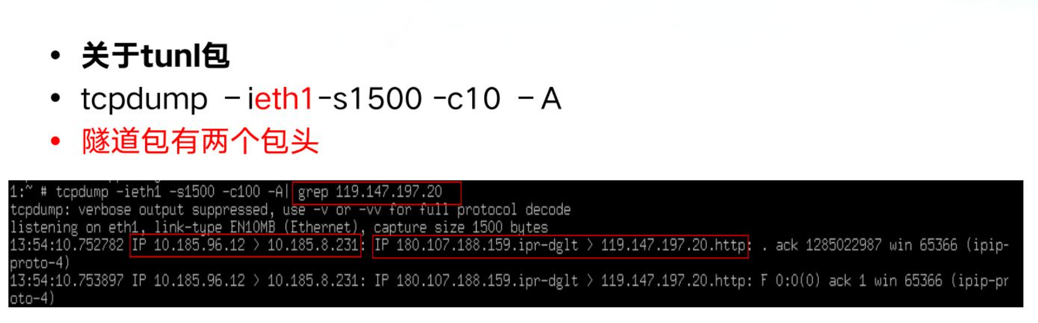 关于tunl包
tcpdump －ieth1-s1500 -c10 －A
隧道包有两个包头
1:~ # tcpdump -ieth1 -s1500 -c100 -A| grep 119.147.197.20
tcpdump: verbose output suppressed, use -v or -vv for full protocol decode
listening on eth1, link-type EN10MB (Ethernet), capture size 1500 bytes
13:54:10.752782 IP 10.185.96.12 > 10.185.8.231: IP 180.107.188.159.ipr-dglt > 119.147.197.20.http: . ack 1285022987 win 65366 (ipip-
proto-4)
13:54:10.753897 IP 10.185.96.12 > 10.185.8.231: IP 180.107.188.159.ipr-dglt > 119.147.197.20.http: F 0:0(0) ack 1 win 65366 (ipip-pr
oto-4)